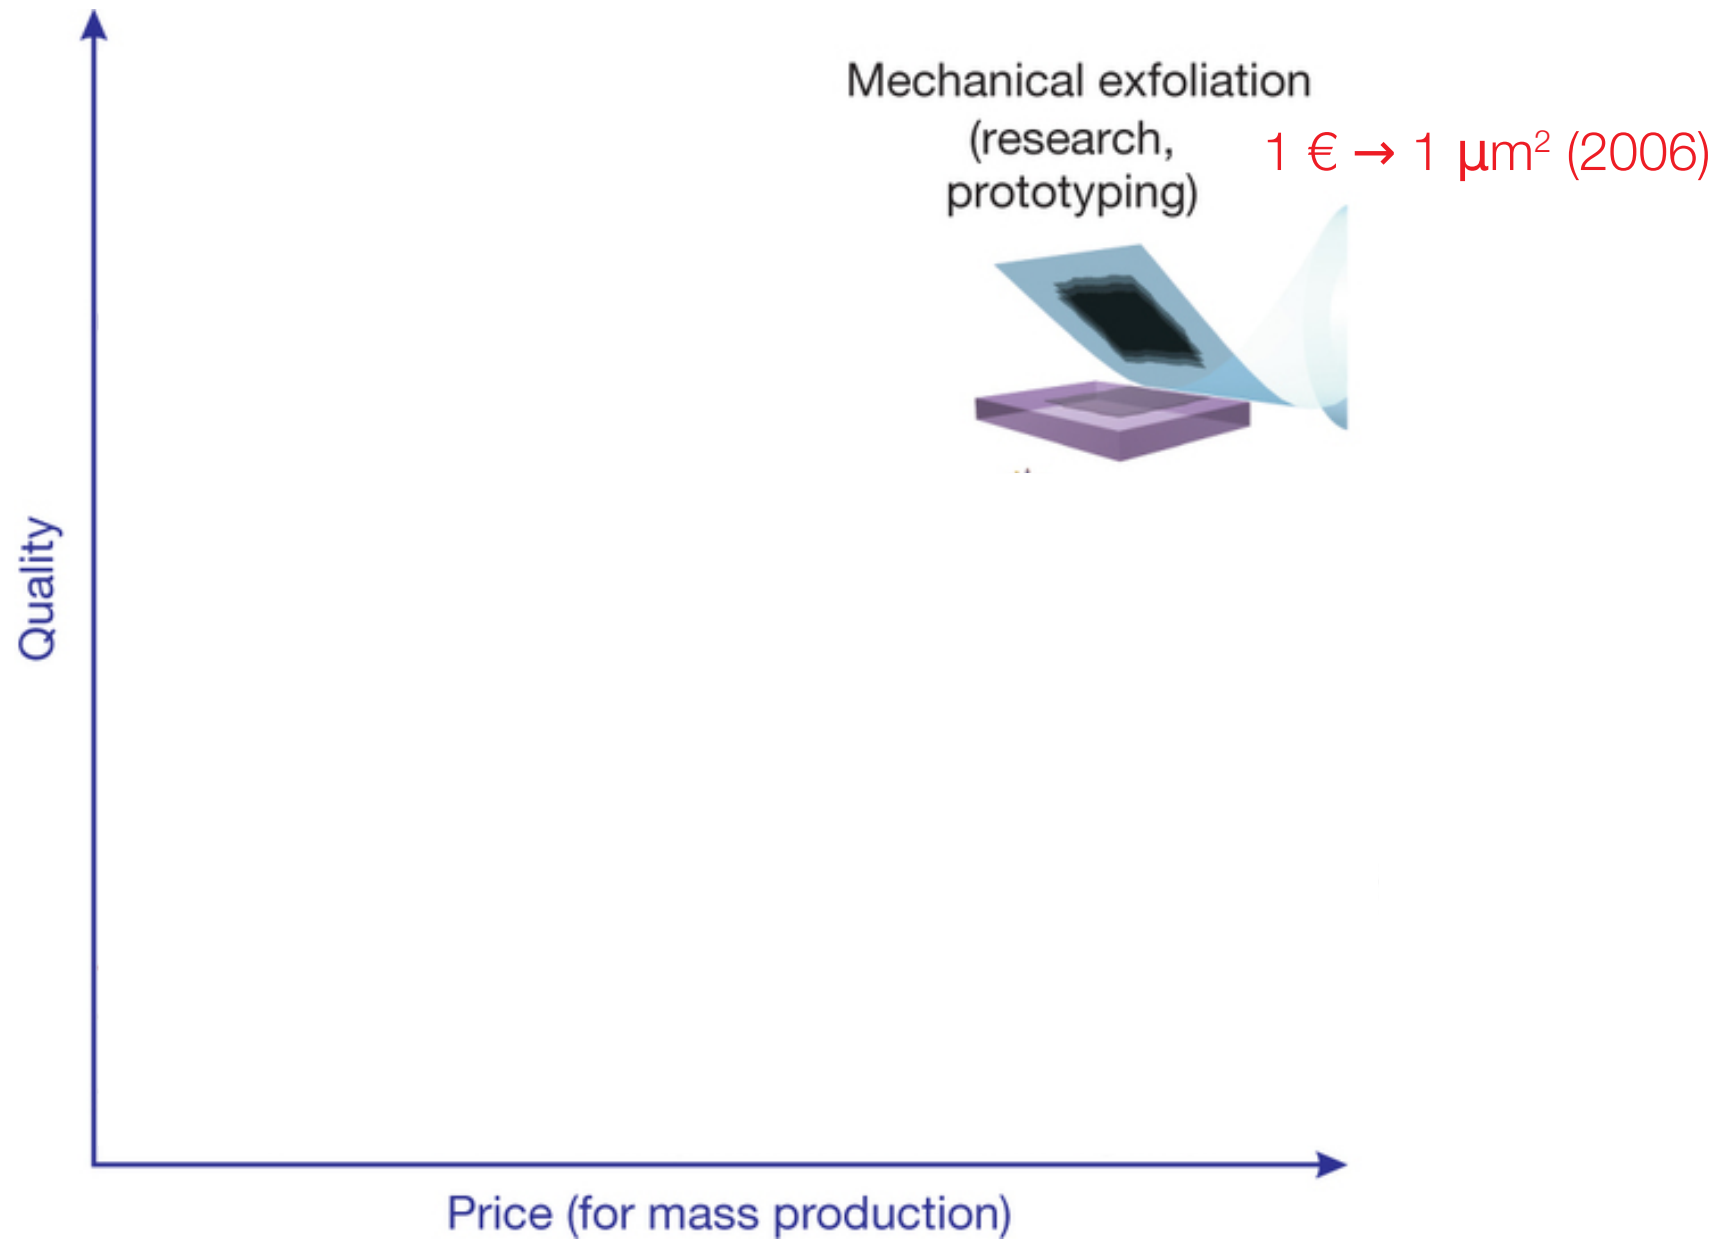 Mechanical exfoliation
(research,
prototyping)
1 € → 1 μm² (2006)
Quality
Price (for mass production)